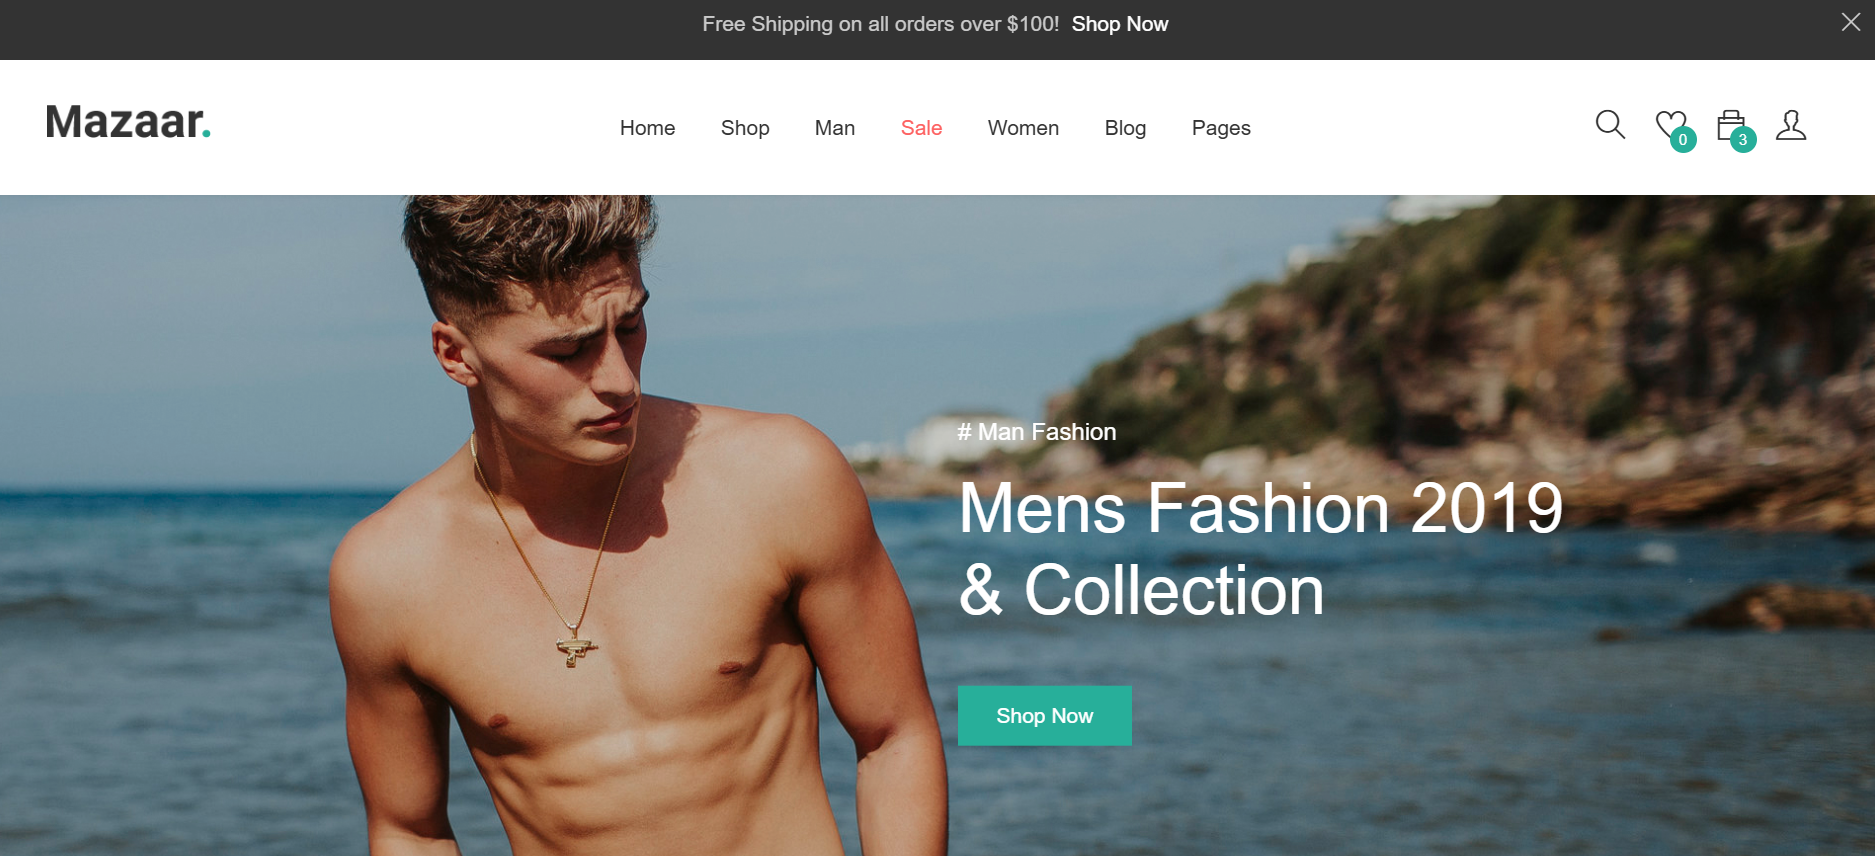 Free Shipping on all orders over $100! Shop Now
Mazaar.
Home Shop Man Sale Women Blog Pages
0 3
# Man Fashion
Mens Fashion 2019
& Collection
Shop Now